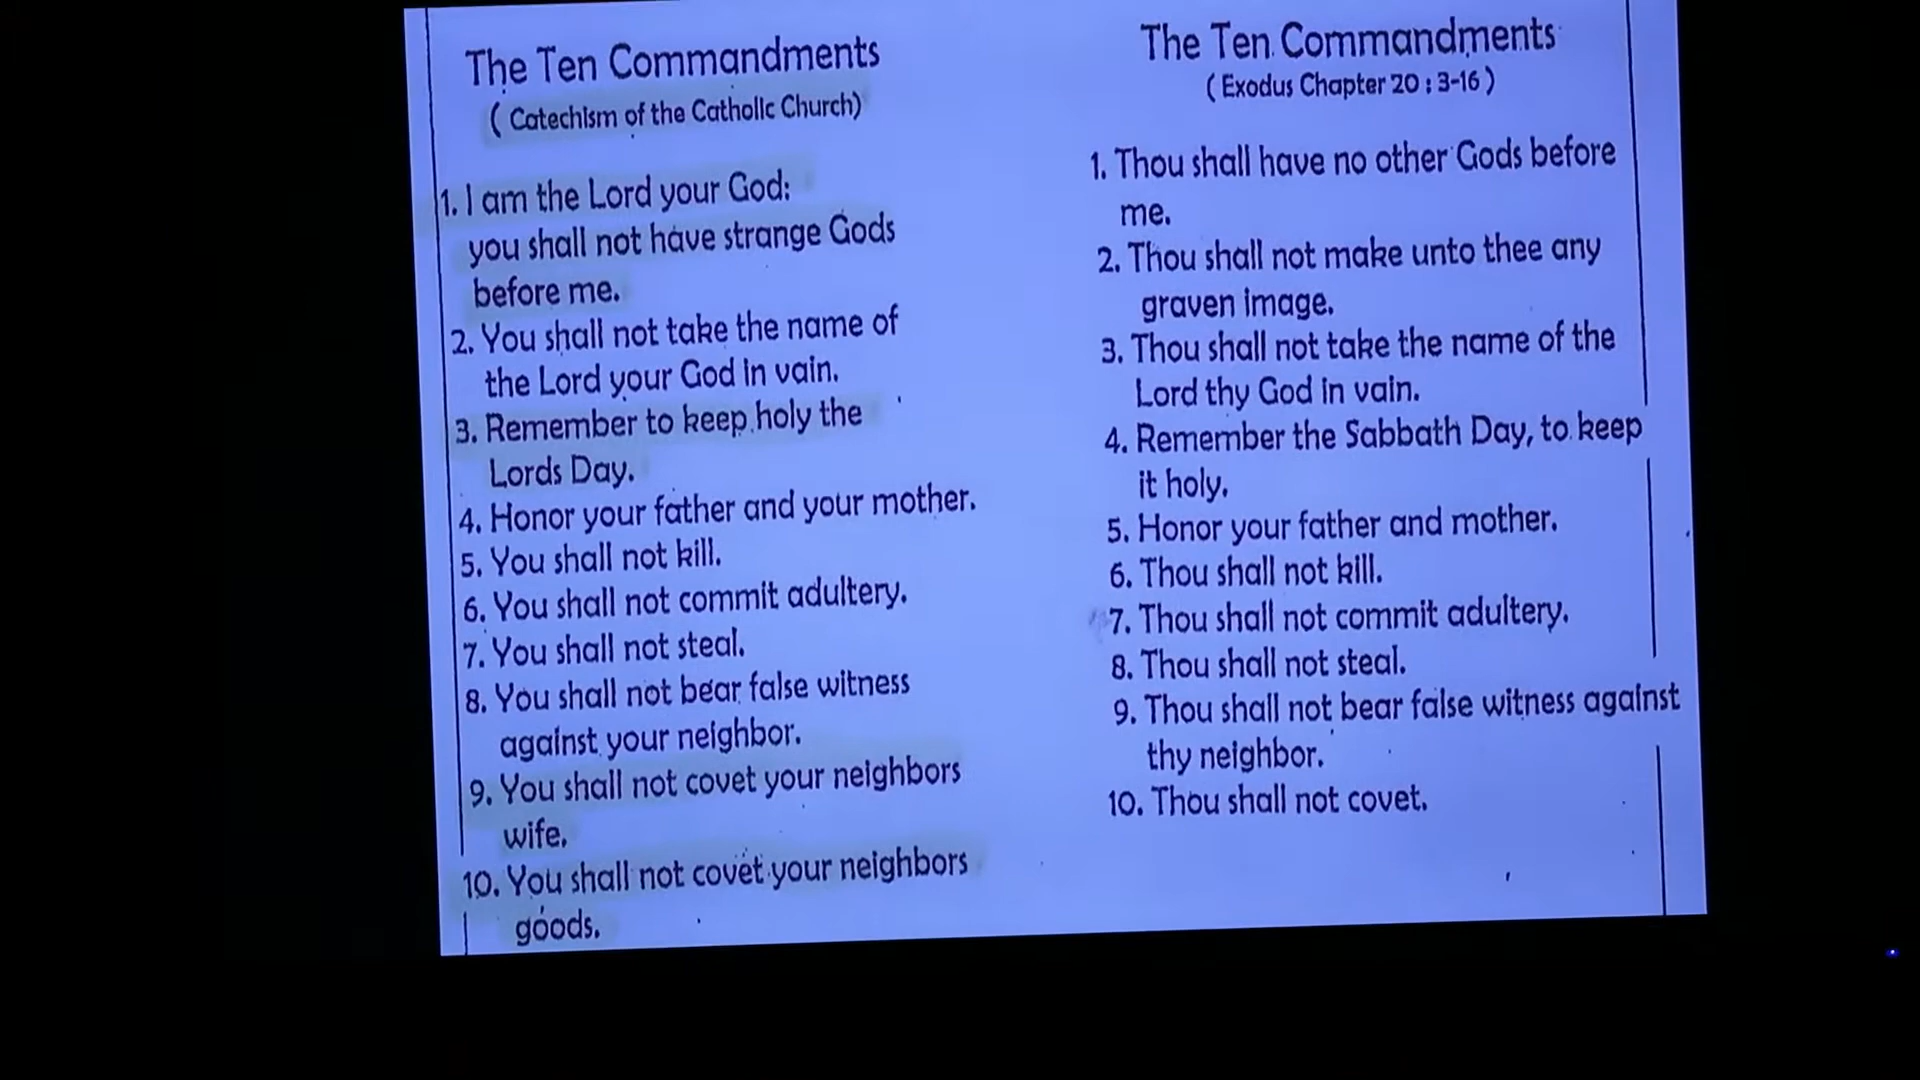 The Ten Commandments
( Catechism of the Catholic Church)
1. I am the Lord your God:
you shall not have strange Gods
before me.
2. You shall not take the name of
the Lord your God in vain.
3. Remember to keep holy the
Lords Day.
4. Honor your father and your mother.
5. You shall not kill.
6. You shall not commit adultery.
7. You shall not steal.
8. You shall not bear false witness
against your neighbor.
9. You shall not covet your neighbors
wife.
10. You shall not covet your neighbors
goods.
The Ten Commandments
( Exodus Chapter 20 : 3-16 )
1. Thou shall have no other Gods before
me.
2. Thou shall not make unto thee any
graven image.
3. Thou shall not take the name of the
Lord thy God in vain.
4. Remember the Sabbath Day, to keep
it holy.
5. Honor your father and mother.
6. Thou shall not kill.
7. Thou shall not commit adultery.
8. Thou shall not steal.
9. Thou shall not bear false witness against
thy neighbor.
10. Thou shall not covet.